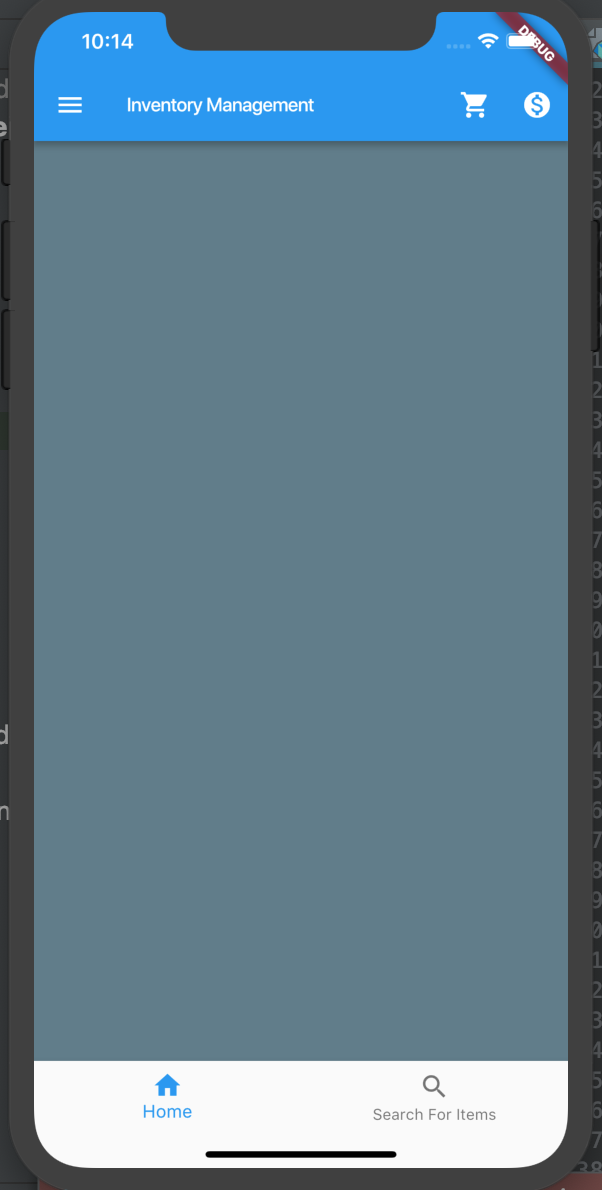 10:14
DEBUG
Inventory Management
Home
Search For Items